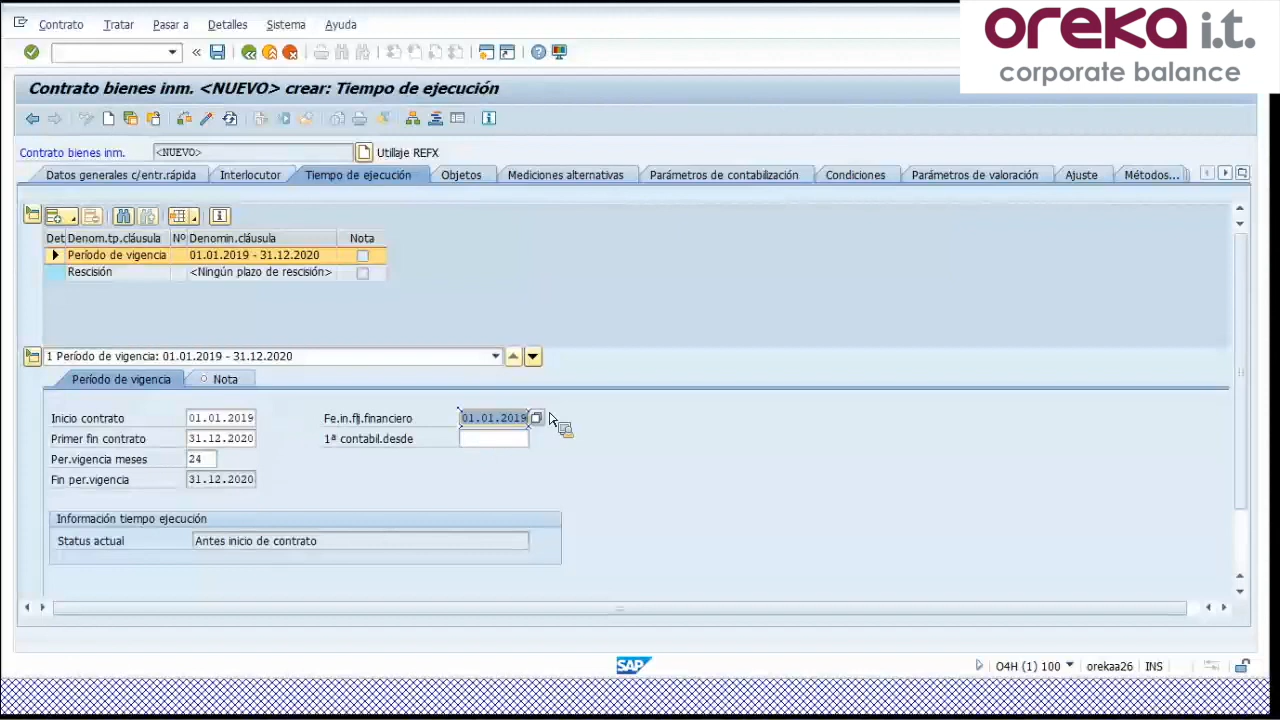 Contrato Tratar Pasar a Detalles Sistema Ayuda
oreka i.t.
corporate balance
Contrato bienes inm. <NUEVO> crear: Tiempo de ejecución
Contrato bienes inm. <NUEVO> Utillaje REFX
Datos generales c/entr.rápida Interlocutor Tiempo de ejecución Objetos Mediciones alternativas Parámetros de contabilización Condiciones Parámetros de valoración Ajuste Métodos...
Det Denom.tp.cláusula Nº Denomin.cláusula Nota
Período de vigencia 01.01.2019 - 31.12.2020
Rescisión <Ningún plazo de rescisión>
1 Período de vigencia: 01.01.2019 - 31.12.2020
Período de vigencia Nota
Inicio contrato 01.01.2019 Fe.in.flj.financiero 01.01.2019
Primer fin contrato 31.12.2020 1ª contabil.desde
Per.vigencia meses 24
Fin per.vigencia 31.12.2020
Información tiempo ejecución
Status actual Antes inicio de contrato
SAP O4H (1) 100 orekaa26 INS